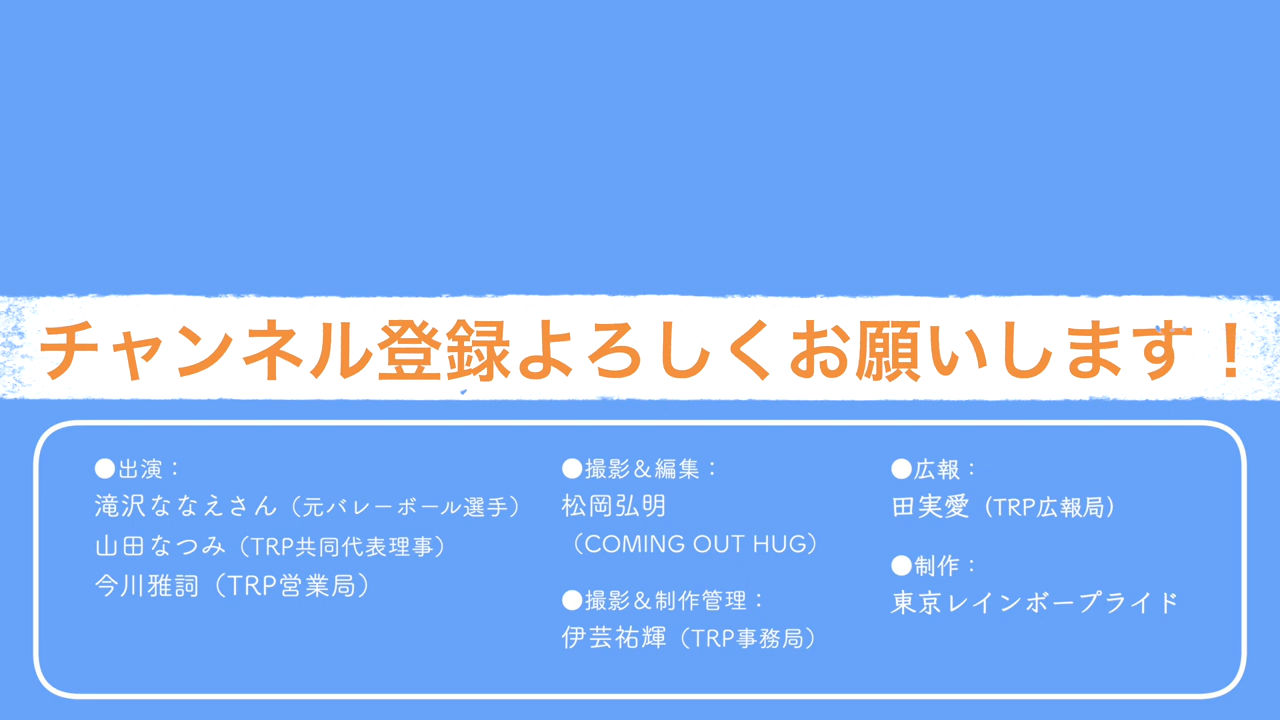 チャンネル登録よろしくお願いします！
●出演：
滝沢ななえさん（元バレーボール選手）
山田なつみ（TRP共同代表理事）
今川雅詞（TRP営業局）
●撮影＆編集：
松岡弘明
（COMING OUT HUG）
●撮影＆制作管理：
伊芸祐輝（TRP事務局）
●広報：
田実愛（TRP広報局）
●制作：
東京レインボープライド